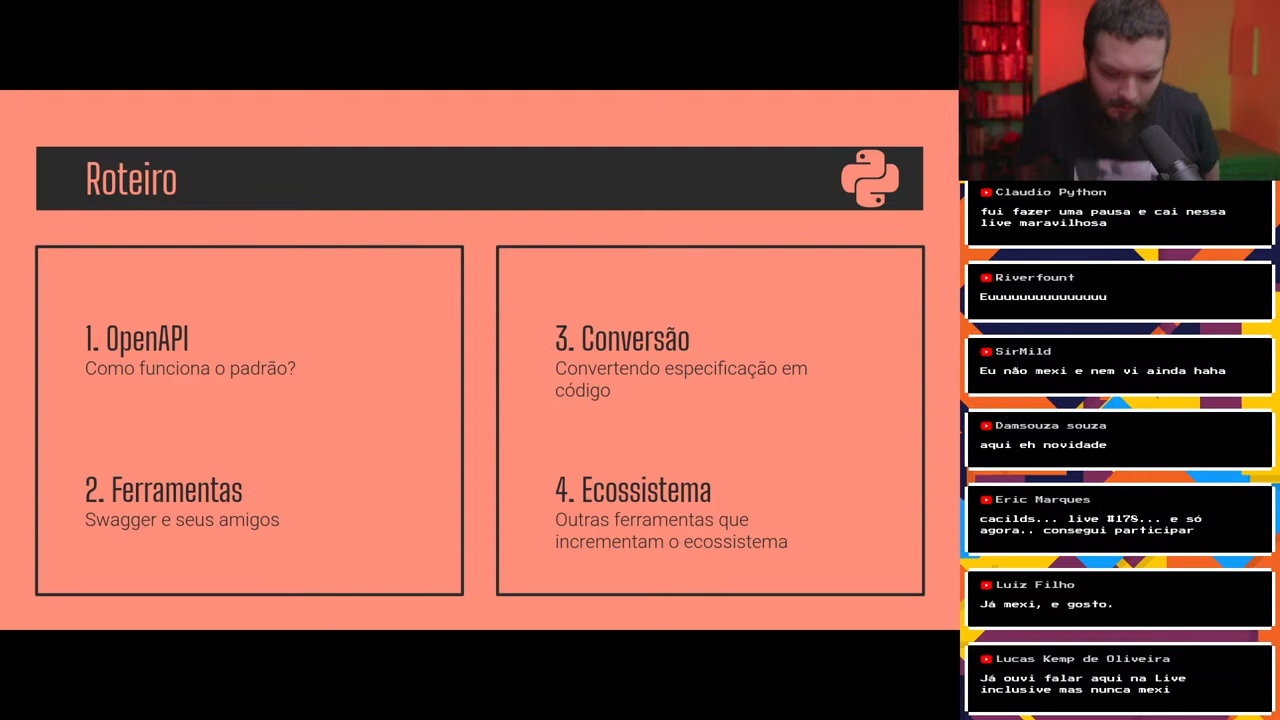 Roteiro
1. OpenAPI
Como funciona o padrão?
2. Ferramentas
Swagger e seus amigos
3. Conversão
Convertendo especificação em
código
4. Ecossistema
Outras ferramentas que
incrementam o ecossistema
Claudio Python
fui fazer uma pausa e cai nessa
live maravilhosa
Riverfount
Euuuuuuuuuuuuuuuu
SirMild
Eu não mexi e nem vi ainda haha
Damsouza souza
aqui eh novidade
Eric Marques
cacilds... live #178... e só
agora.. consegui participar
Luiz Filho
Já mexi, e gosto.
Lucas Kemp de Oliveira
Já ouvi falar aqui na Live
inclusive mas nunca mexi